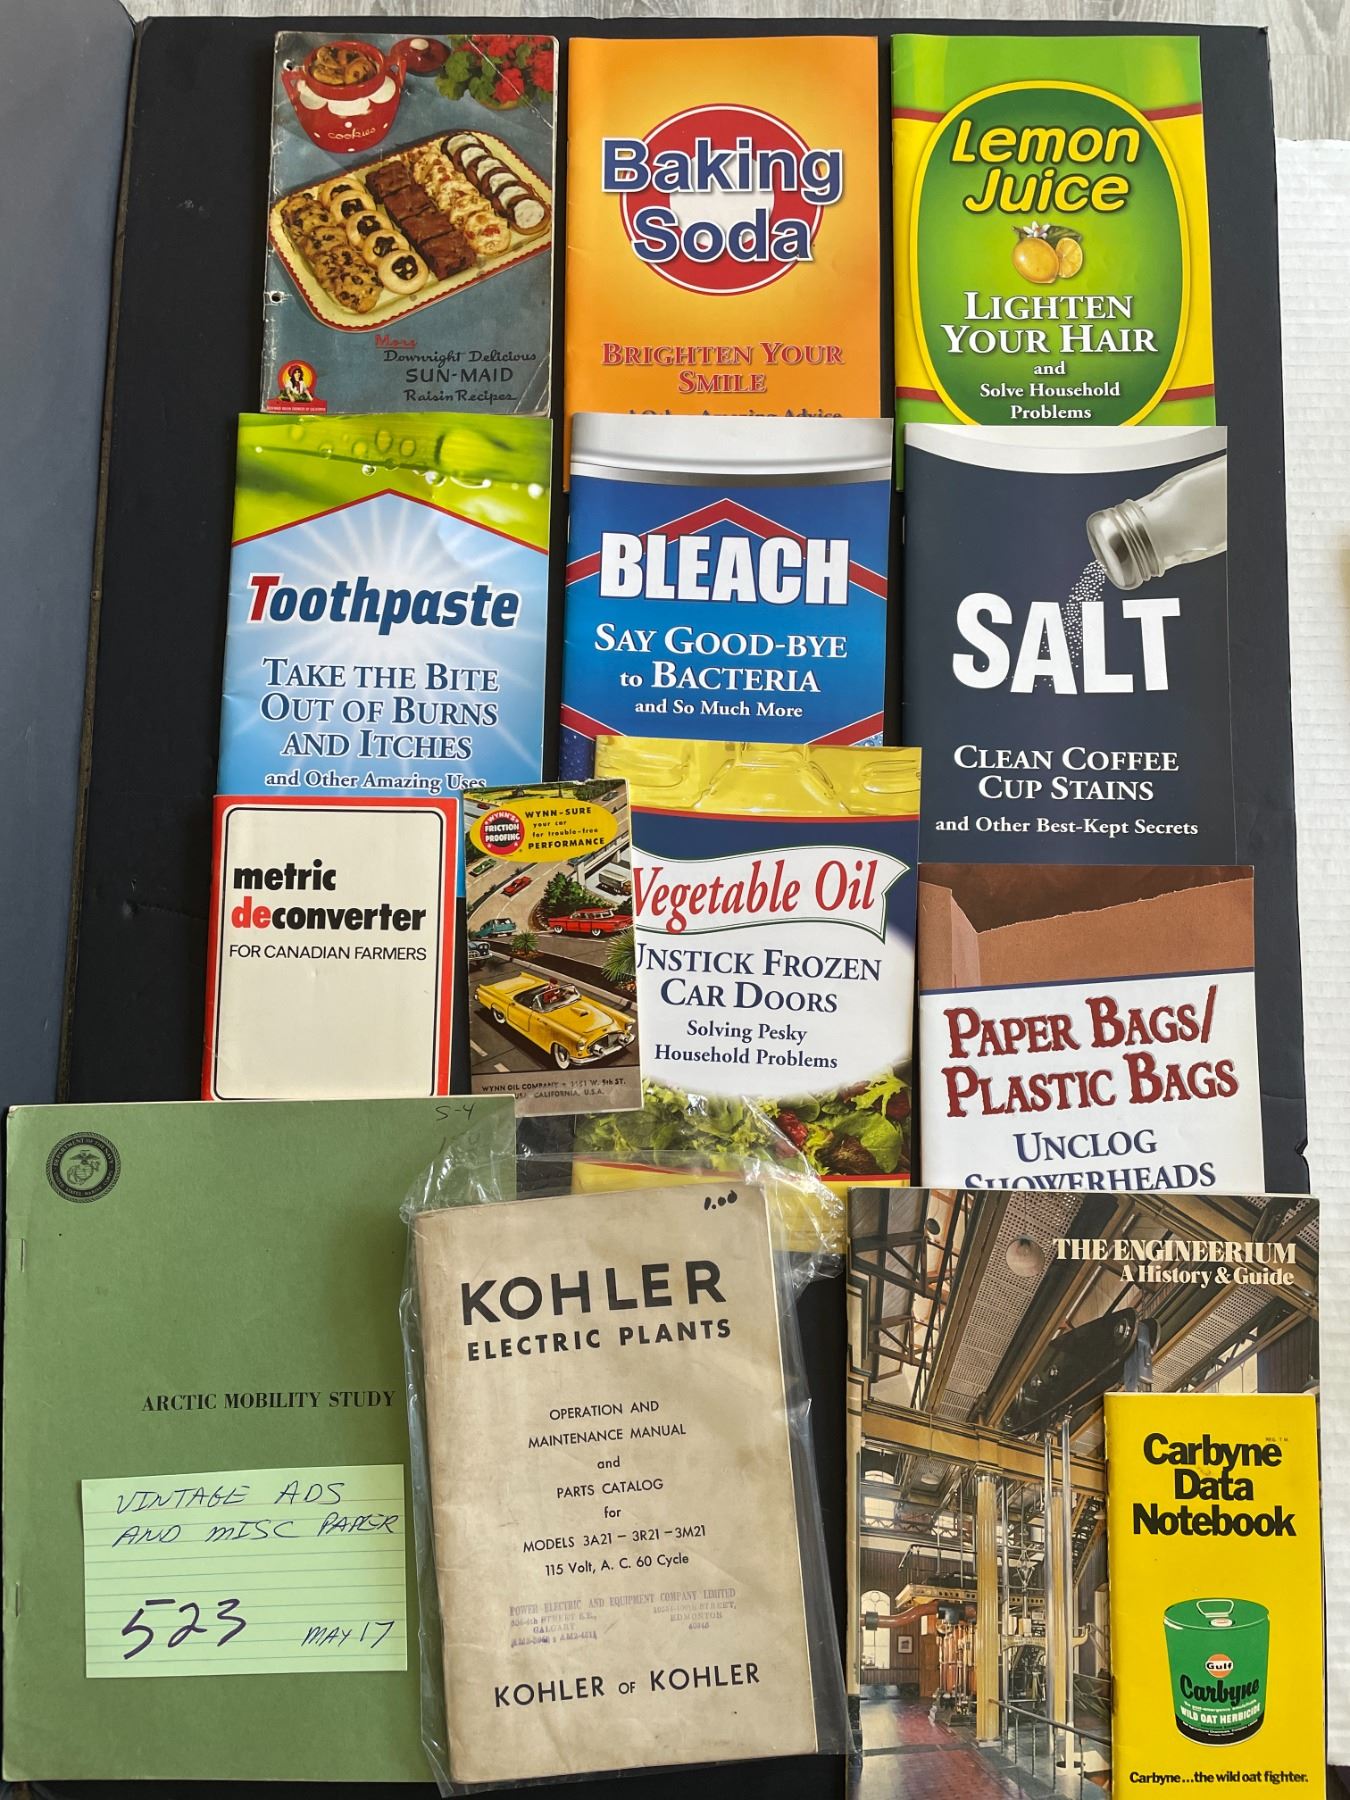 cookies
More
Downright Delicious
SUN-MAID
Raisin Recipes
Baking
Soda
BRIGHTEN YOUR
SMILE
Lemon
Juice
LIGHTEN
YOUR HAIR
and
Solve Household
Problems
Toothpaste
TAKE THE BITE
OUT OF BURNS
AND ITCHES
and Other Amazing Uses
BLEACH
SAY GOOD-BYE
to BACTERIA
and So Much More
SALT
CLEAN COFFEE
CUP STAINS
and Other Best-Kept Secrets
metric
deconverter
FOR CANADIAN FARMERS
WYNN'S
FRICTION
PROOFING
WYNN-SURE
your car
for trouble-free
PERFORMANCE
WYNN OIL COMPANY • 1151 W. 5th ST.
CALIFORNIA, U.S.A.
Vegetable Oil
UNSTICK FROZEN
CAR DOORS
Solving Pesky
Household Problems
PAPER BAGS/
PLASTIC BAGS
UNCLOG
SHOWERHEADS
S-4
ARCTIC MOBILITY STUDY
VINTAGE ADS
AND MISC PAPER
523 MAY 17
1.00
KOHLER
ELECTRIC PLANTS
OPERATION AND
MAINTENANCE MANUAL
and
PARTS CATALOG
for
MODELS 3A21 – 3R21 – 3M21
115 Volt, A. C. 60 Cycle
POWER ELECTRIC AND EQUIPMENT COMPANY LIMITED
CALGARY
EDMONTON
KOHLER OF KOHLER
THE ENGINEERIUM
A History & Guide
Carbyne
REG. T.M.
Data
Notebook
Gulf
Carbyne
WILD OAT HERBICIDE
Carbyne...the wild oat fighter.